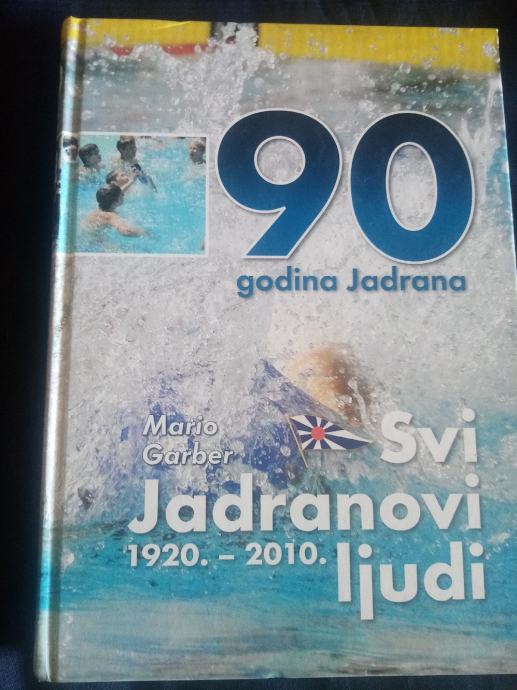 90
godina Jadrana
Mario
Garber
Svi
Jadranovi
1920. – 2010.
ljudi